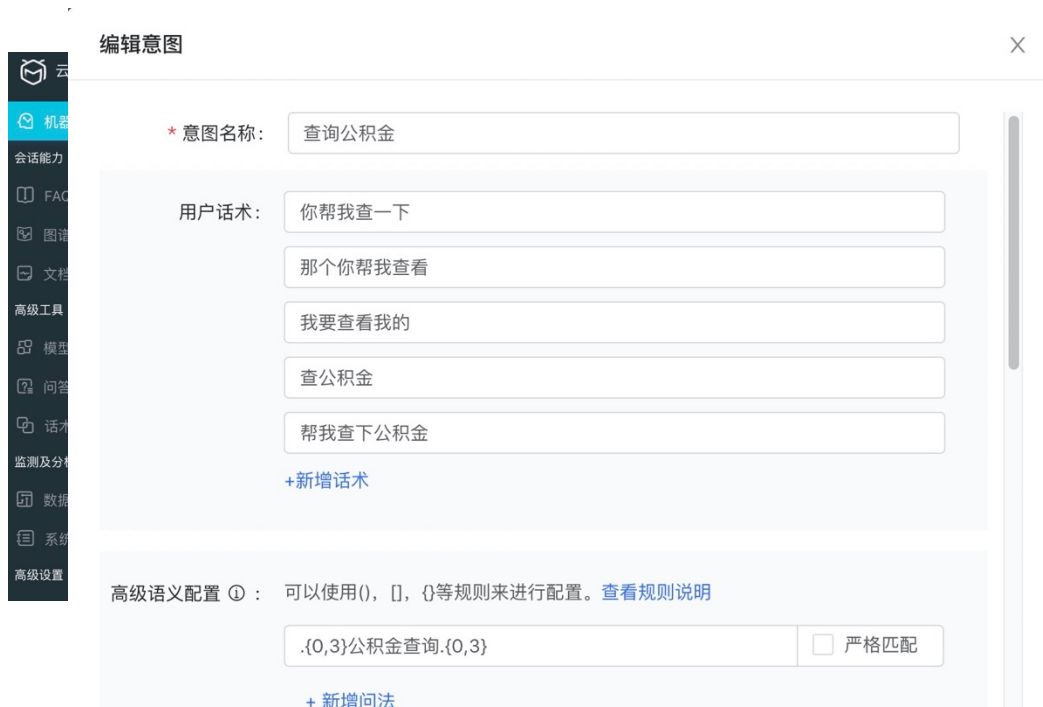 编辑意图
云
机器
* 意图名称：
查询公积金
会话能力
FAQ
用户话术：
你帮我查一下
图谱
那个你帮我查看
文档
高级工具
我要查看我的
模型
查公积金
问答
话术
帮我查下公积金
监测及分析
+新增话术
数据
系统
高级设置
高级语义配置 ①：
可以使用()，[]，{}等规则来进行配置。查看规则说明
.{0,3}公积金查询.{0,3}
严格匹配
+ 新增问法